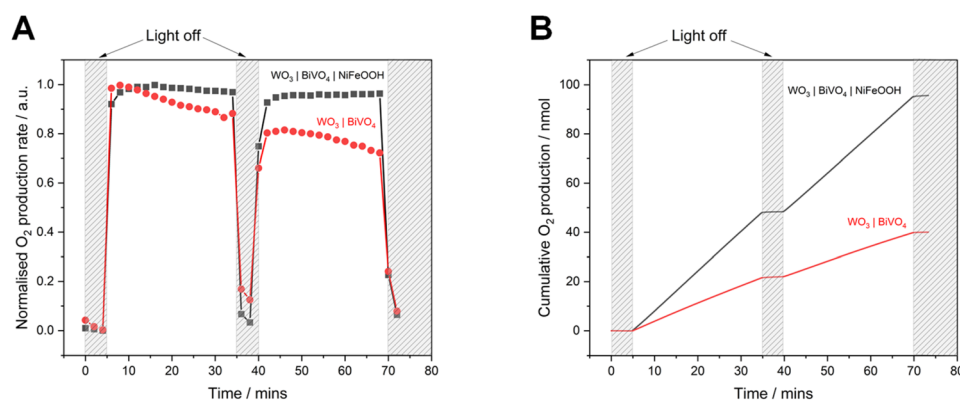 A
Light off
WO₃ | BiVO₄ | NiFeOOH
WO₃ | BiVO₄
Normalised O₂ production rate / a.u.
1.0
0.8
0.6
0.4
0.2
0.0
0 10 20 30 40 50 60 70 80
Time / mins
B
Light off
WO₃ | BiVO₄ | NiFeOOH
WO₃ | BiVO₄
Cumulative O₂ production / nmol
100
80
60
40
20
0
0 10 20 30 40 50 60 70 80
Time / mins